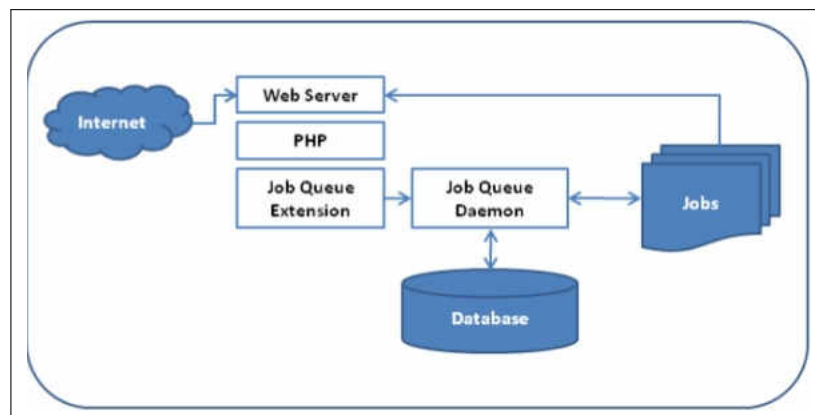 Internet
Web Server
PHP
Job Queue
Extension
Job Queue
Daemon
Jobs
Database